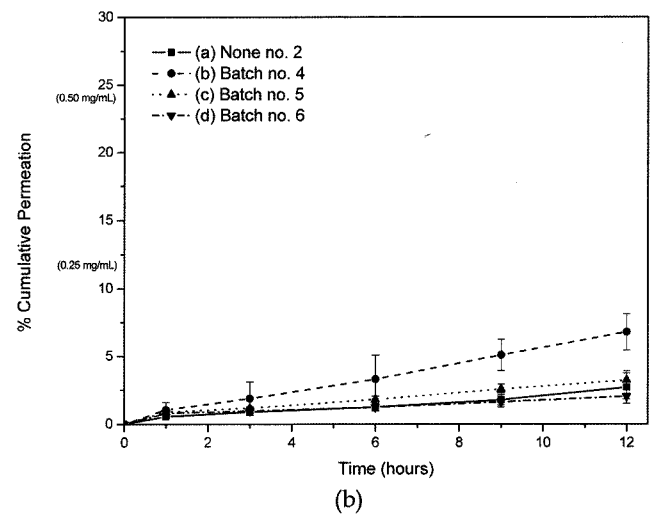 30
25
20
15
10
5
0
(0.50 mg/mL)
(0.25 mg/mL)
% Cumulative Permeation
(a) None no. 2
(b) Batch no. 4
(c) Batch no. 5
(d) Batch no. 6
0 2 4 6 8 10 12
Time (hours)
(b)